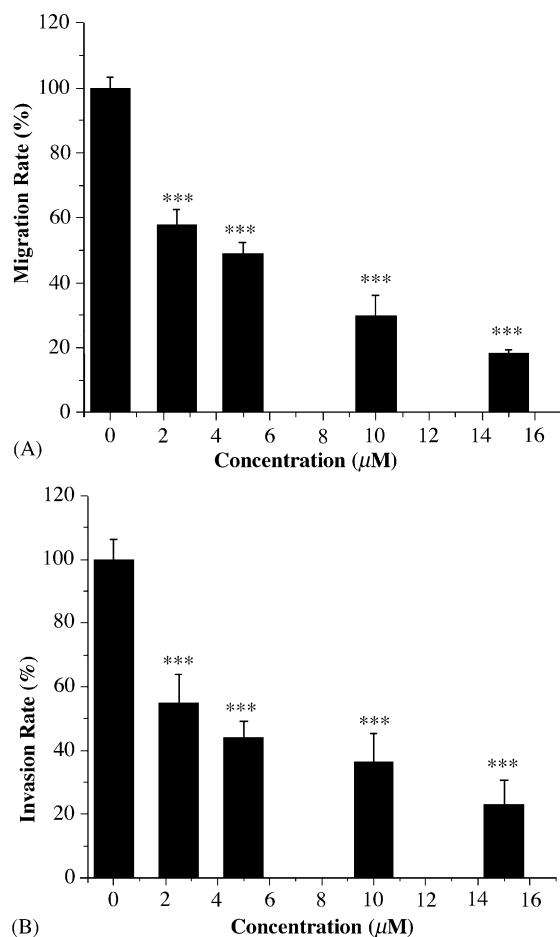 120
100
80
60
40
20
0
Migration Rate (%)
***
***
***
***
0 2 4 6 8 10 12 14 16
(A)
Concentration (μM)
120
100
80
60
40
20
0
Invasion Rate (%)
***
***
***
***
0 2 4 6 8 10 12 14 16
(B)
Concentration (μM)